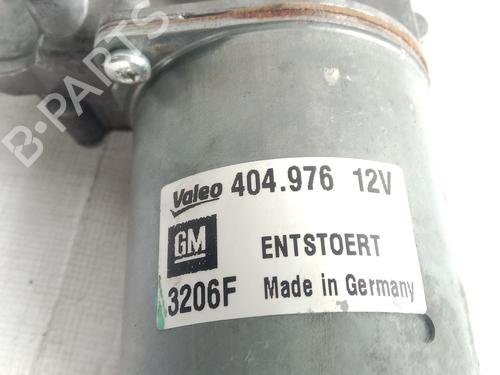 B-PARTS
Valeo 404.976 12V
GM ENTSTOERT
3206F Made in Germany